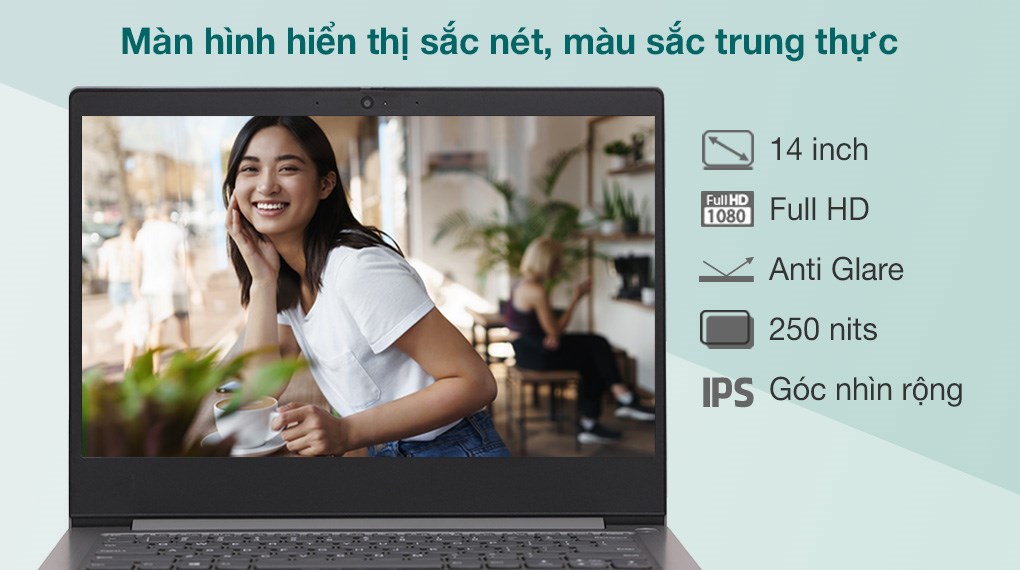 Màn hình hiển thị sắc nét, màu sắc trung thực
14 inch
Full HD
1080
Full HD
Anti Glare
250 nits
IPS Góc nhìn rộng